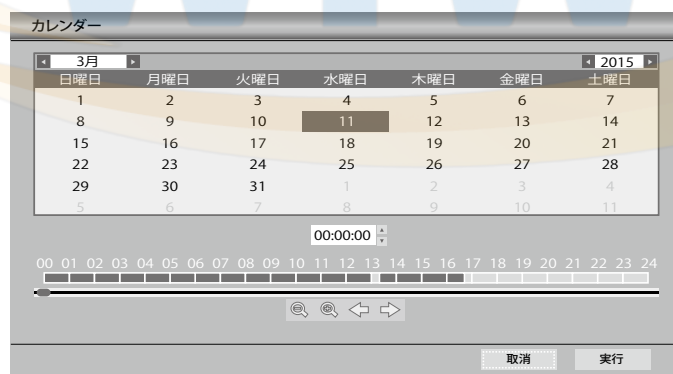 カレンダー
3月 2015
日曜日 月曜日 火曜日 水曜日 木曜日 金曜日 土曜日
1 2 3 4 5 6 7
8 9 10 11 12 13 14
15 16 17 18 19 20 21
22 23 24 25 26 27 28
29 30 31 1 2 3 4
5 6 7 8 9 10 11
00:00:00
00 01 02 03 04 05 06 07 08 09 10 11 12 13 14 15 16 17 18 19 20 21 22 23 24
取消 実行